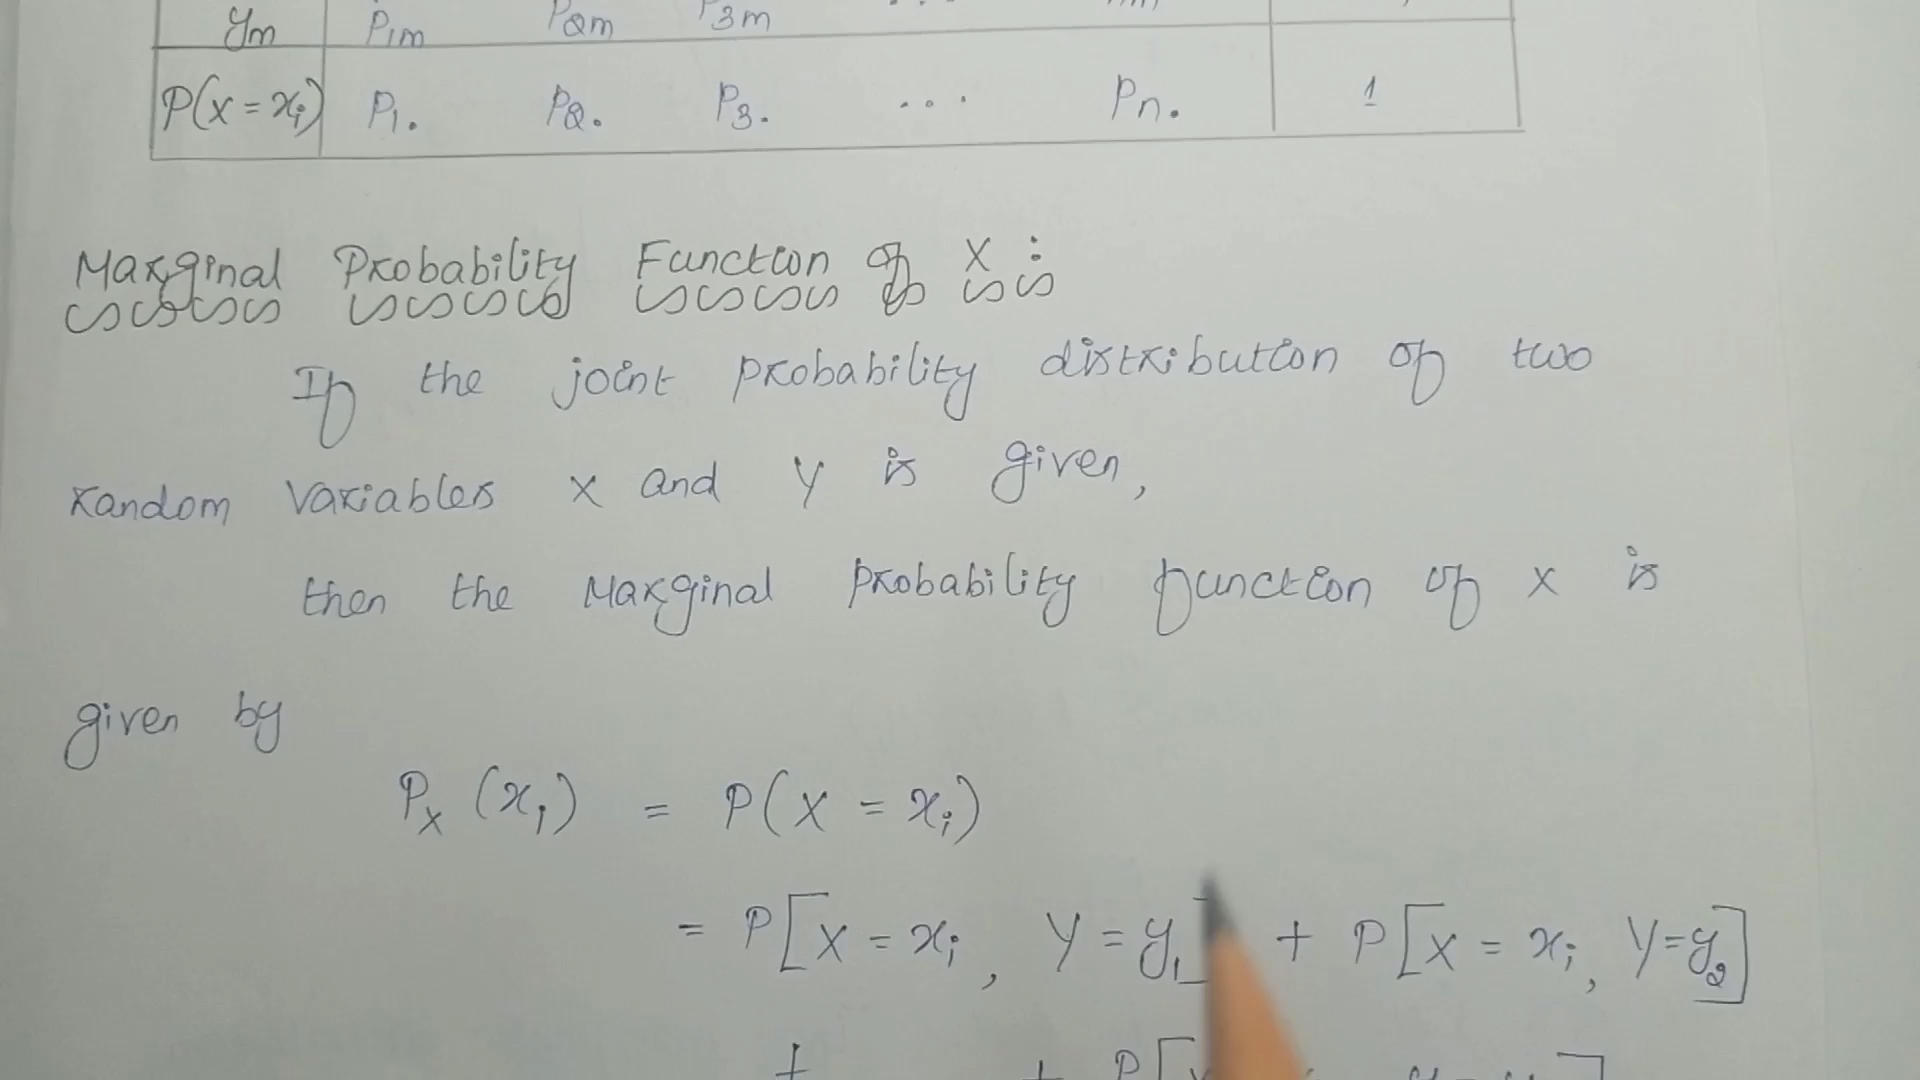 ym P1m P2m P3m
P(X = xi) P1. P2. P3. ... Pn. 1
Marginal Probability Function of X :
If the joint probability distribution of two
random variables X and Y is given,
then the Marginal Probability function of X is
given by
PX (xi) = P(X = xi)
= P[X = xi, Y = y1] + P[X = xi, Y = y2]
+ + P[